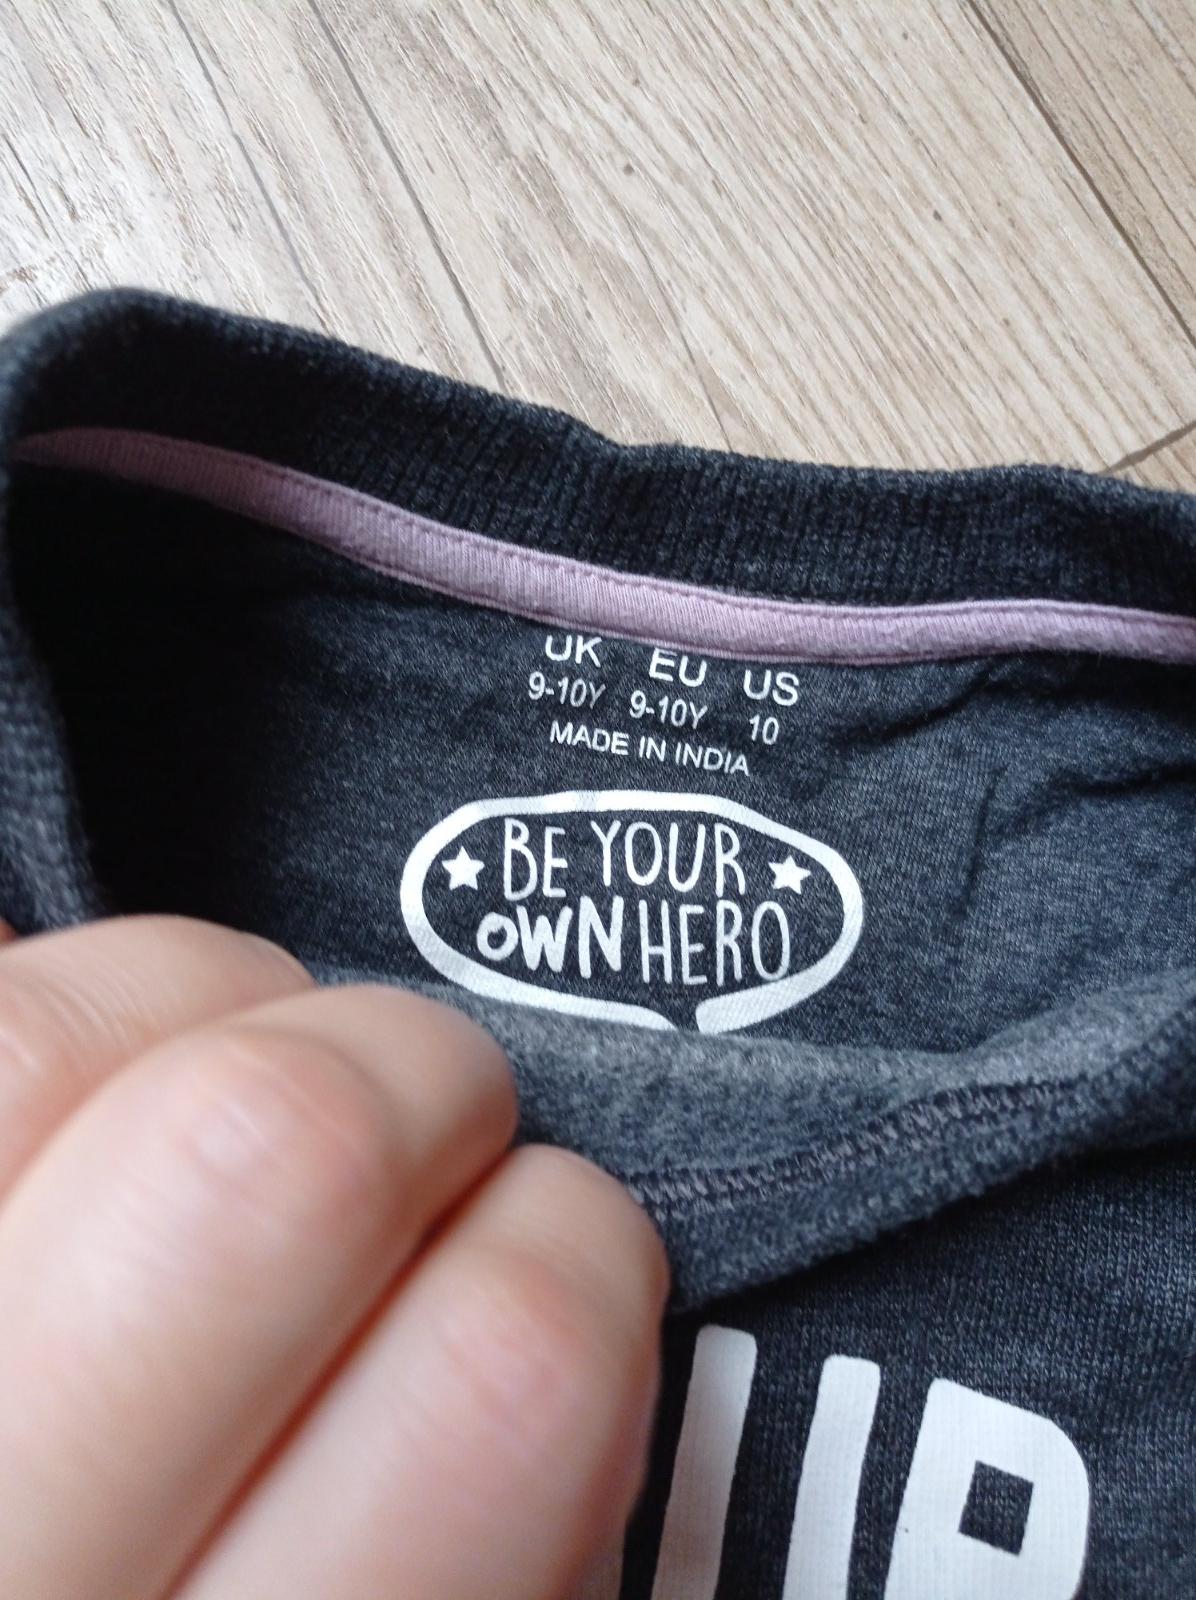 UK EU US
9-10Y 9-10Y 10
MADE IN INDIA
BE YOUR
OWN HERO